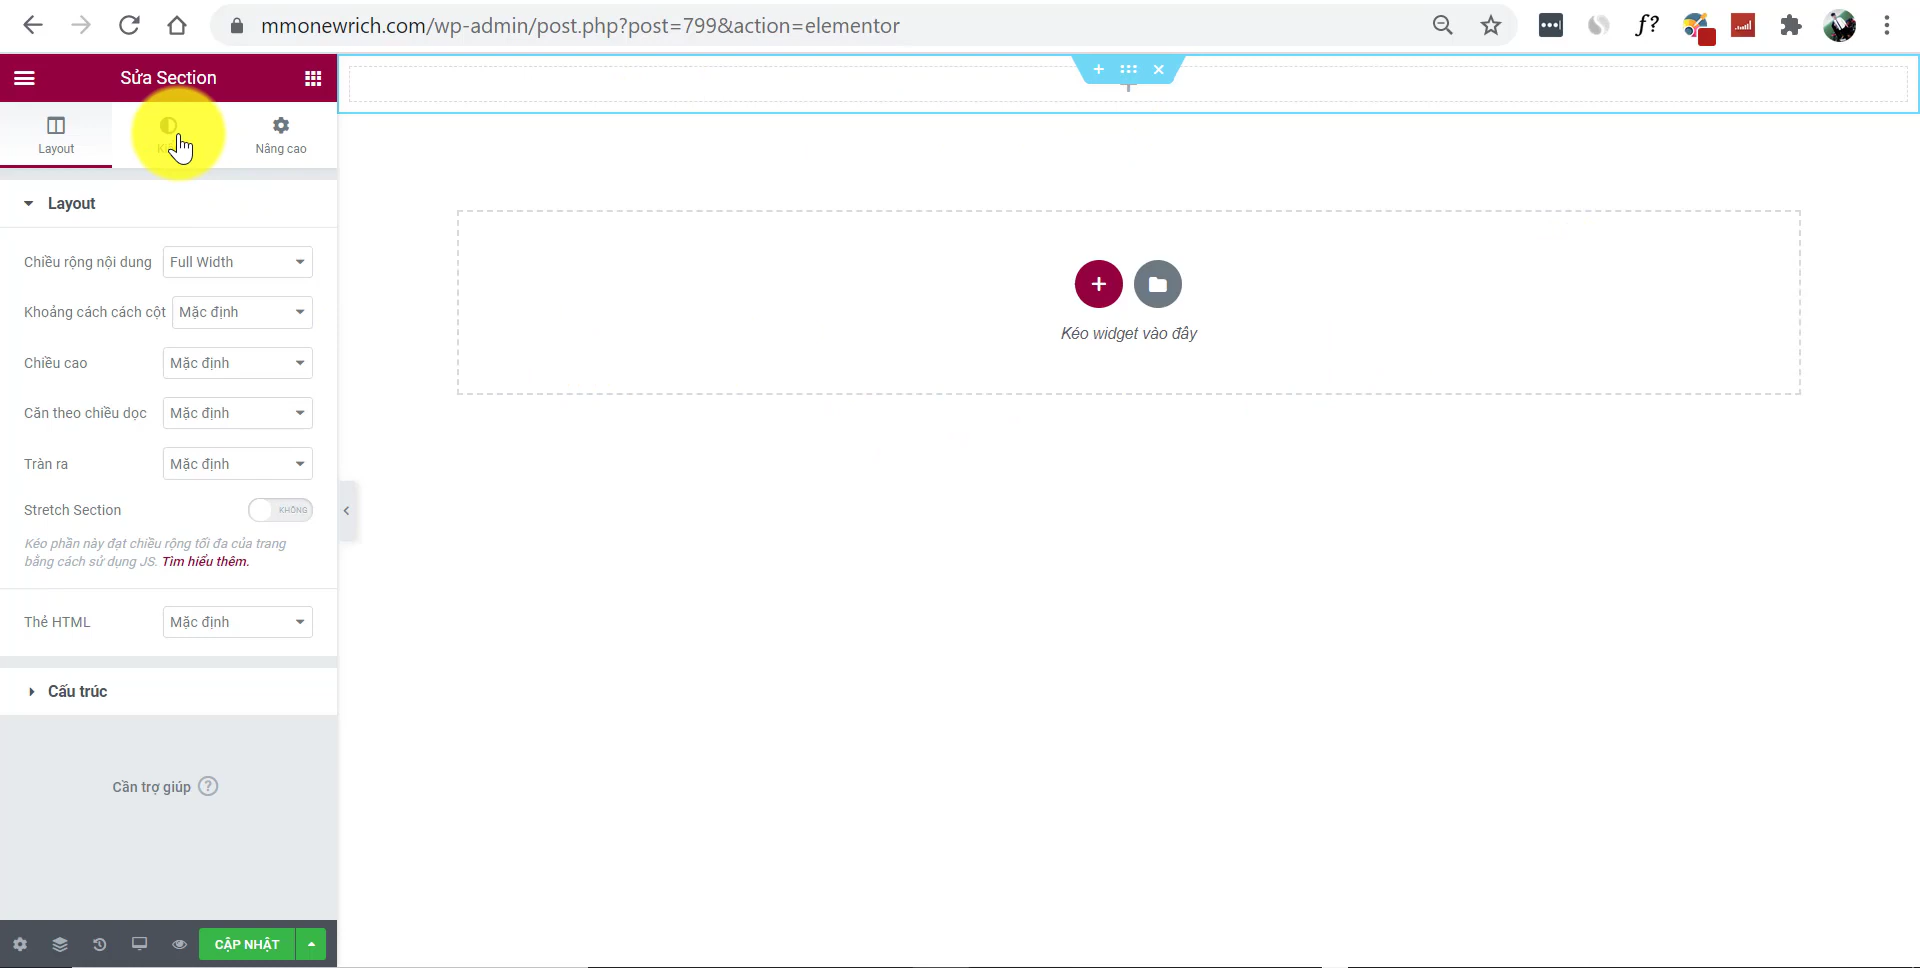 mmonewrich.com/wp-admin/post.php?post=799&action=elementor
f?
Sửa Section
Layout
Nâng cao
Layout
Chiều rộng nội dung Full Width
Khoảng cách cách cột Mặc định
Chiều cao Mặc định
Căn theo chiều dọc Mặc định
Tràn ra Mặc định
Stretch Section KHÔNG
Kéo phần này đạt chiều rộng tối đa của trang
bằng cách sử dụng JS. Tìm hiểu thêm.
Thẻ HTML Mặc định
Cấu trúc
Cần trợ giúp ?
CẬP NHẬT
Kéo widget vào đây